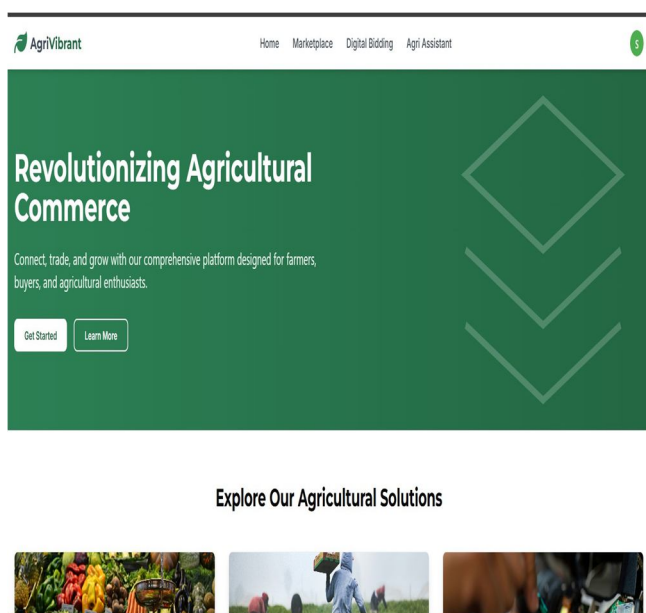 AgriVibrant
Home Marketplace Digital Bidding Agri Assistant
S
Revolutionizing Agricultural
Commerce
Connect, trade, and grow with our comprehensive platform designed for farmers,
buyers, and agricultural enthusiasts.
Get Started Learn More
Explore Our Agricultural Solutions